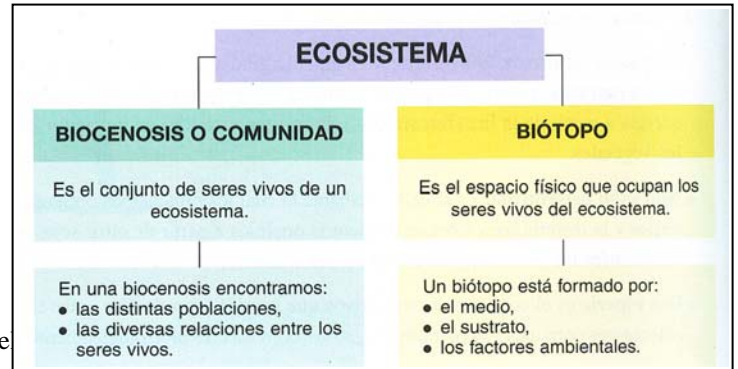 ECOSISTEMA
BIOCENOSIS O COMUNIDAD
Es el conjunto de seres vivos de un
ecosistema.
En una biocenosis encontramos:
● las distintas poblaciones,
● las diversas relaciones entre los
seres vivos.
BIÓTOPO
Es el espacio físico que ocupan los
seres vivos del ecosistema.
Un biótopo está formado por:
● el medio,
● el sustrato,
● los factores ambientales.